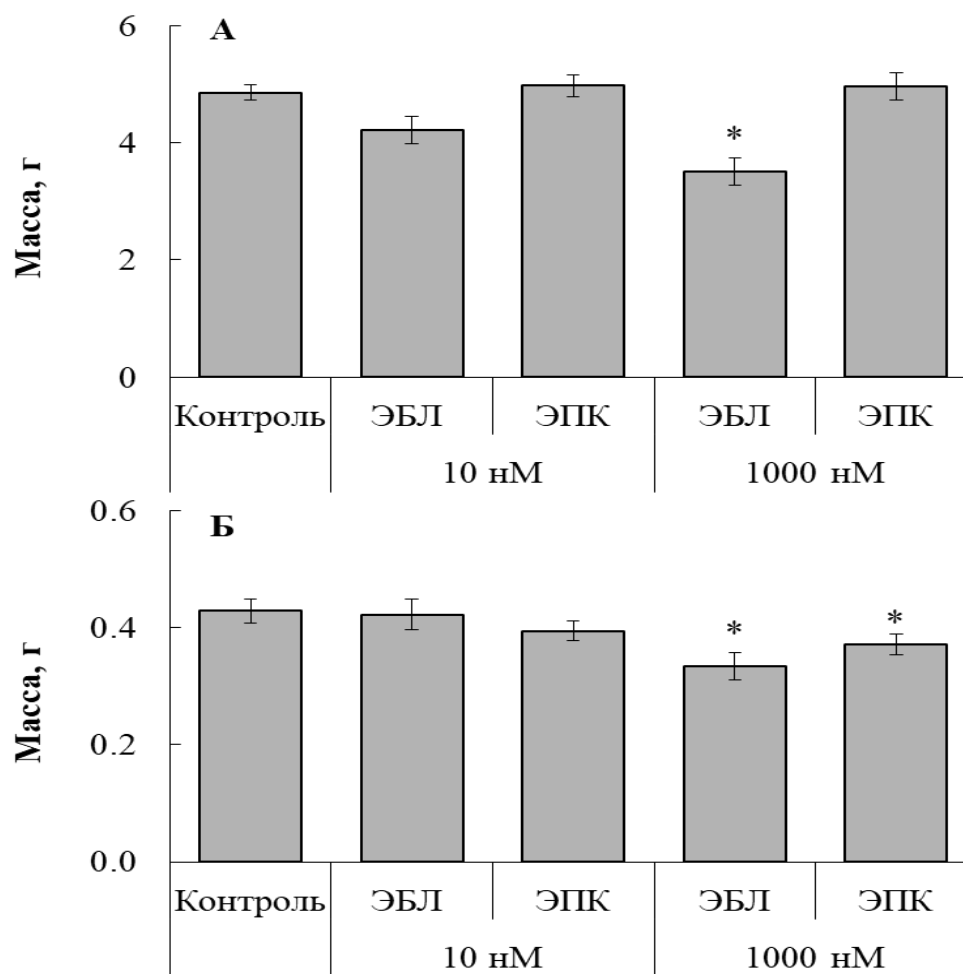 А
6
4
2
0
Масса, г
*
Контроль ЭБЛ ЭПК ЭБЛ ЭПК
10 нМ 1000 нМ
Б
0.6
0.4
0.2
0.0
Масса, г
* *
Контроль ЭБЛ ЭПК ЭБЛ ЭПК
10 нМ 1000 нМ